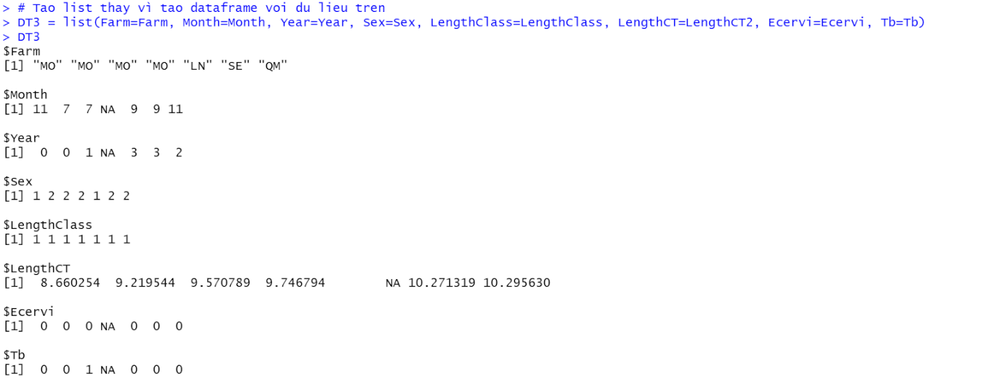 > # Tao list thay vì tao dataframe voi du lieu tren
> DT3 = list(Farm=Farm, Month=Month, Year=Year, Sex=Sex, LengthClass=LengthClass, LengthCT=LengthCT2, Ecervi=Ecervi, Tb=Tb)
> DT3
$Farm
[1] "MO" "MO" "MO" "MO" "LN" "SE" "QM"

$Month
[1] 11  7  7 NA  9  9 11

$Year
[1]  0  0  1 NA  3  3  2

$Sex
[1] 1 2 2 2 1 2 2

$LengthClass
[1] 1 1 1 1 1 1 1

$LengthCT
[1]  8.660254  9.219544  9.570789  9.746794        NA 10.271319 10.295630

$Ecervi
[1]  0  0  0 NA  0  0  0

$Tb
[1]  0  0  1 NA  0  0  0